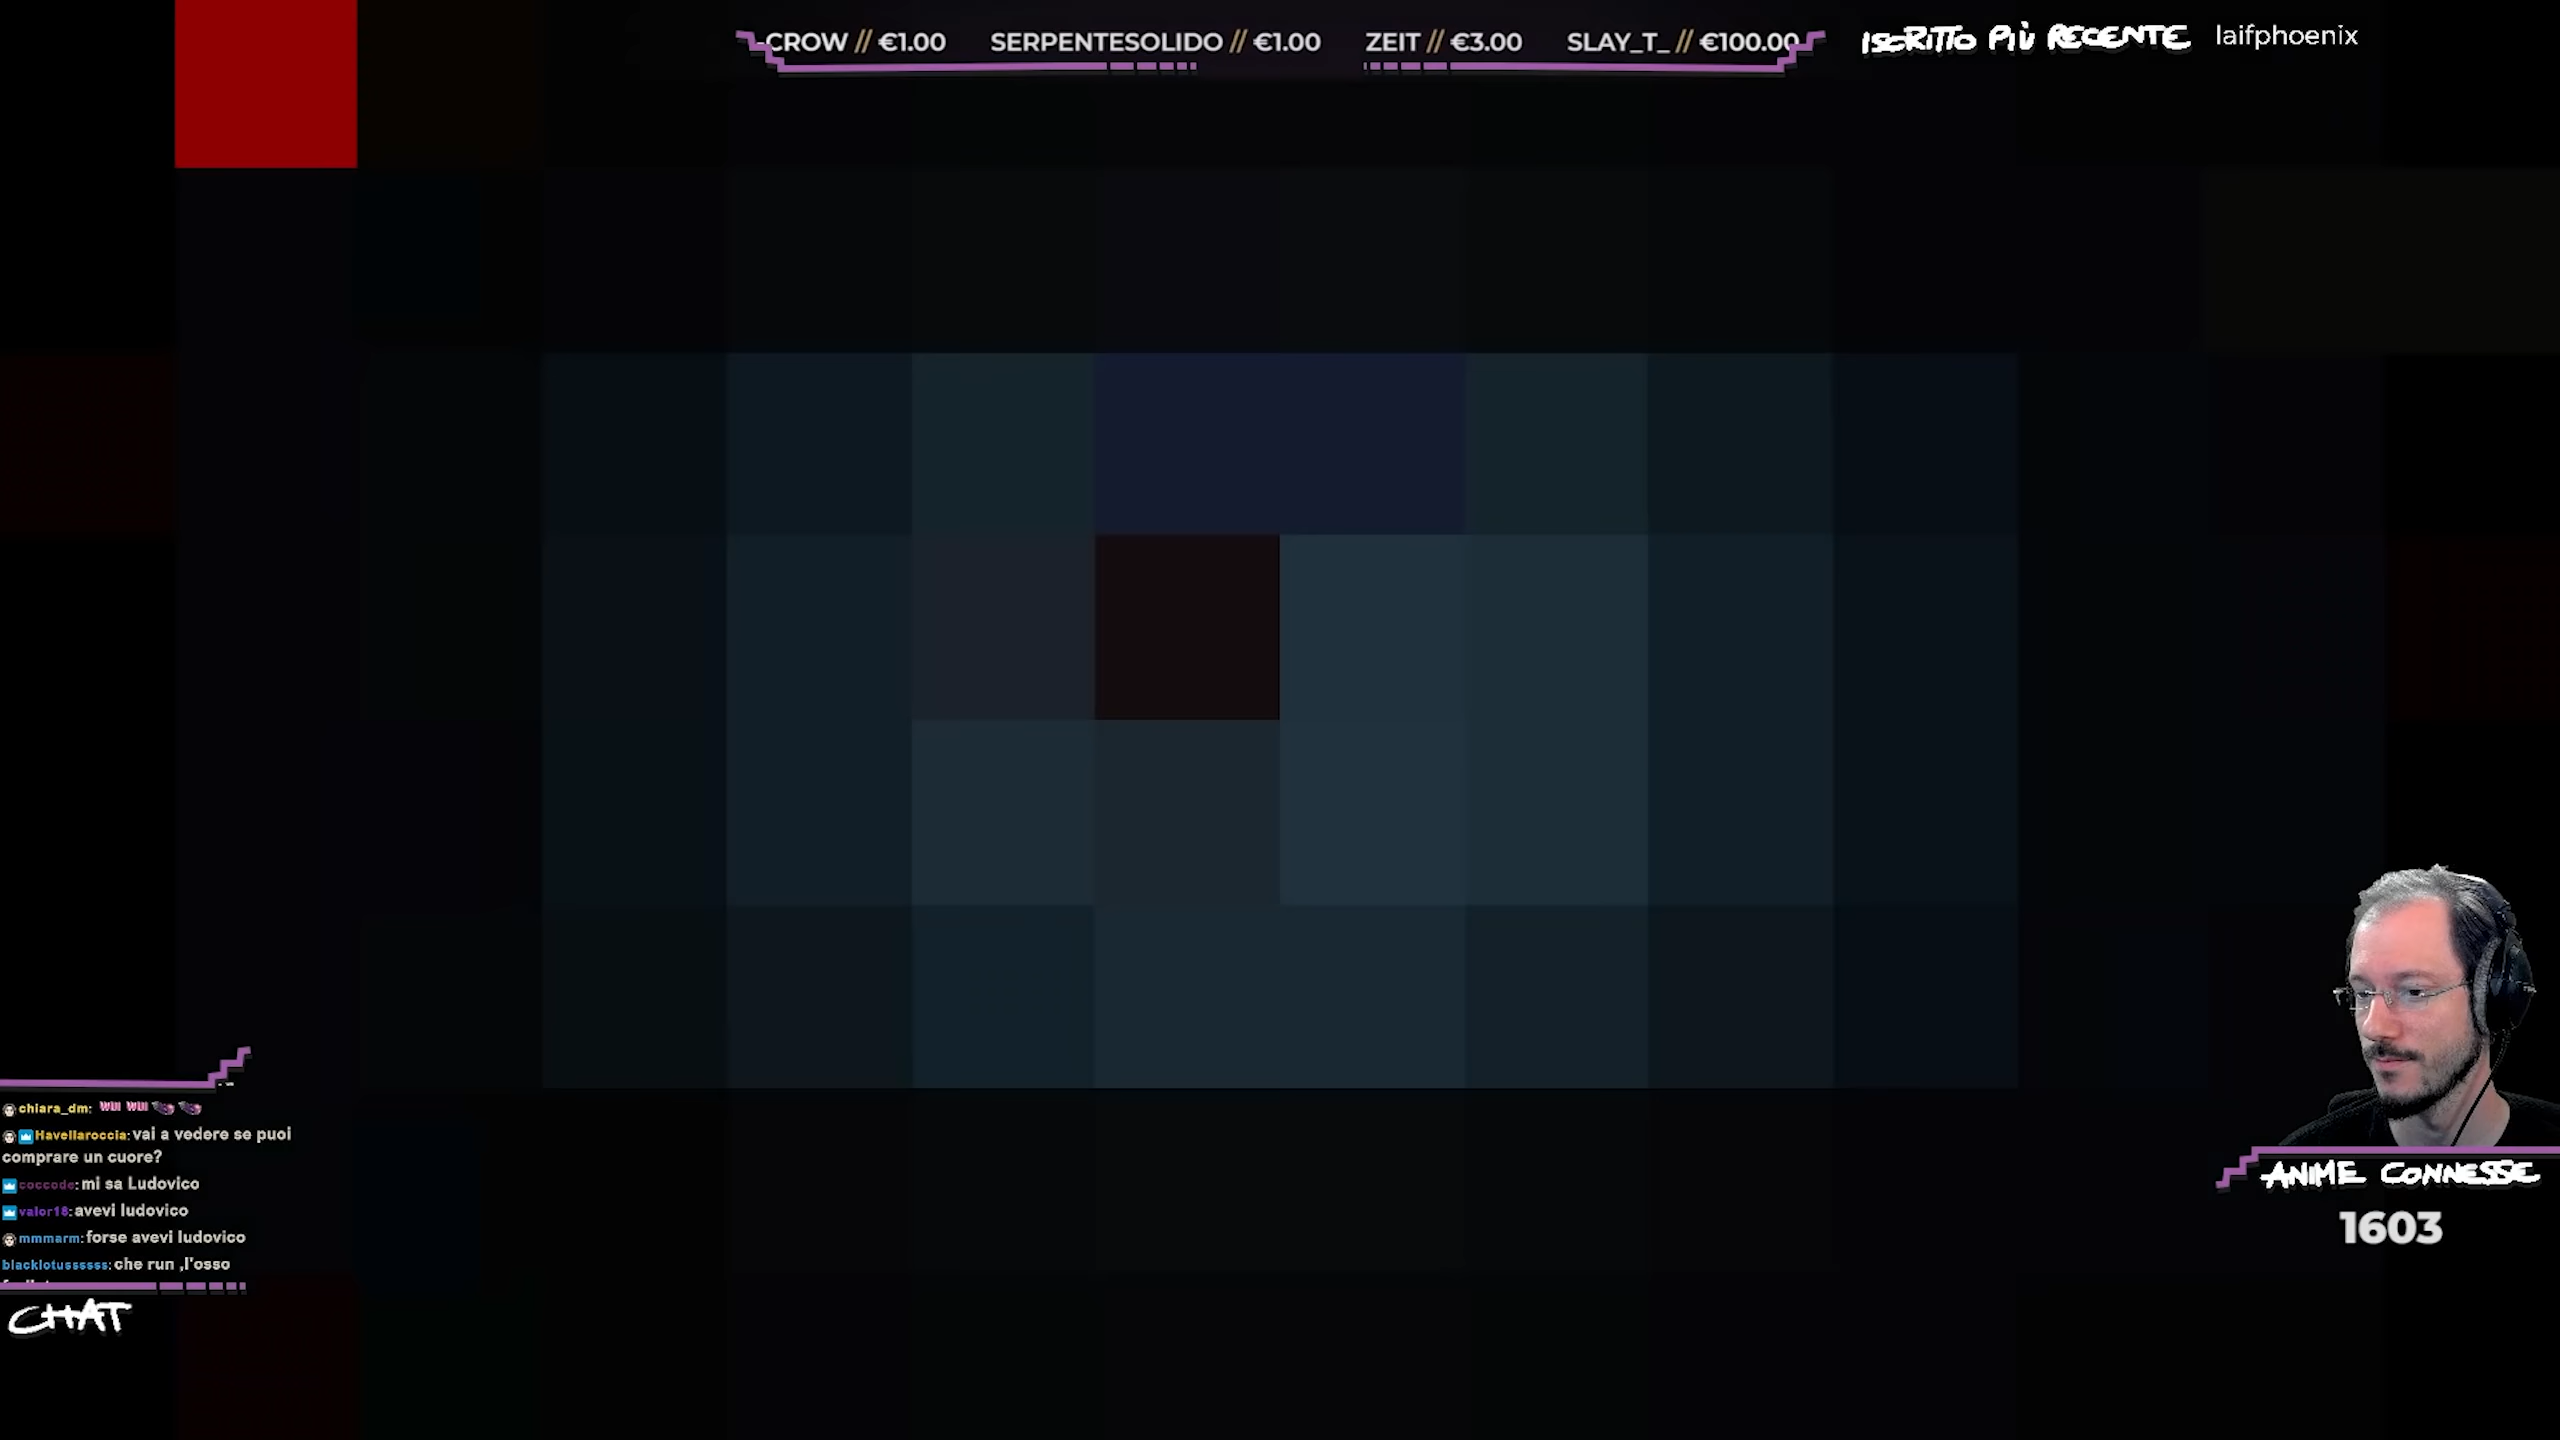 CROW // €1.00 SERPENTESOLIDO // €1.00 ZEIT // €3.00 SLAY_T_ // €100.00
ISCRITTO PIÙ RECENTE laifphoenix
chiara_dm:
Havellaroccia: vai a vedere se puoi
comprare un cuore?
coccode: mi sa Ludovico
valor18: avevi ludovico
mmmarm: forse avevi ludovico
blacklotussssss: che run ,l'osso
CHAT
ANIME CONNESSE
1603